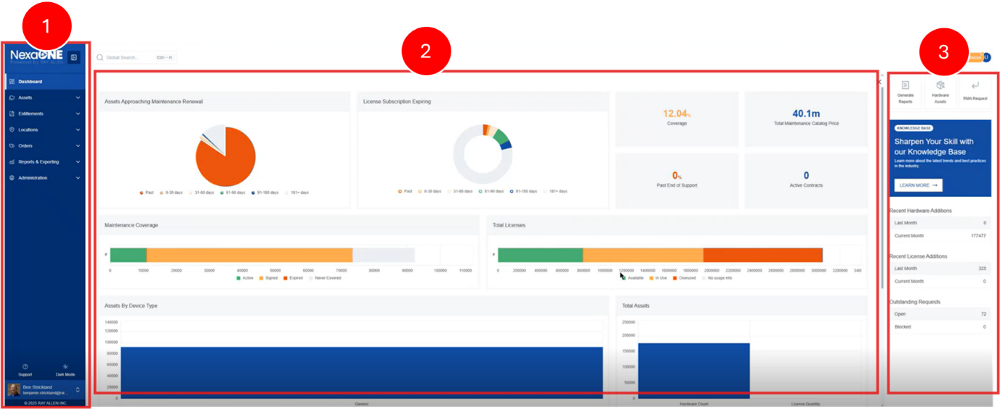 1
2
3
NexaONE
Powered by RAY ALLEN
Dashboard
Assets
Entitlements
Locations
Orders
Reports & Exporting
Administration
Support
Dark Mode
Ben Strickland
© 2025 RAY ALLEN INC
Global Search...
Ctrl + K
Assets Approaching Maintenance Renewal
Past
0-30 days
31-60 days
61-90 days
91-180 days
181+ days
License Subscription Expiring
Past
0-30 days
31-60 days
61-90 days
91-180 days
181+ days
12.04%
Coverage
40.1m
Total Maintenance Catalog Price
0%
Past End of Support
0
Active Contracts
Maintenance Coverage
#
0 10000 20000 30000 40000 50000 60000 70000 80000 90000 100000 110000
Active
Signed
Expired
Never Covered
Total Licenses
#
0 200000 400000 600000 800000 1000000 1200000 1400000 1600000 1800000 2000000 2200000 2400000 2600000 2800000 3000000 3200000
Available
In Use
Overused
No usage info
Assets By Device Type
140000
120000
100000
80000
60000
40000
20000
0
Generic
Total Assets
250000
200000
150000
100000
50000
0
Hardware Count
License Quantity
Generate
Reports
Hardware
Assets
RMA Request
KNOWLEDGE BASE
Sharpen Your Skill with
our Knowledge Base
Learn more about the latest trends and best practices
in the industry.
LEARN MORE →
Recent Hardware Additions
Last Month 0
Current Month 177477
Recent License Additions
Last Month 325
Current Month 0
Outstanding Requests
Open 72
Blocked 0